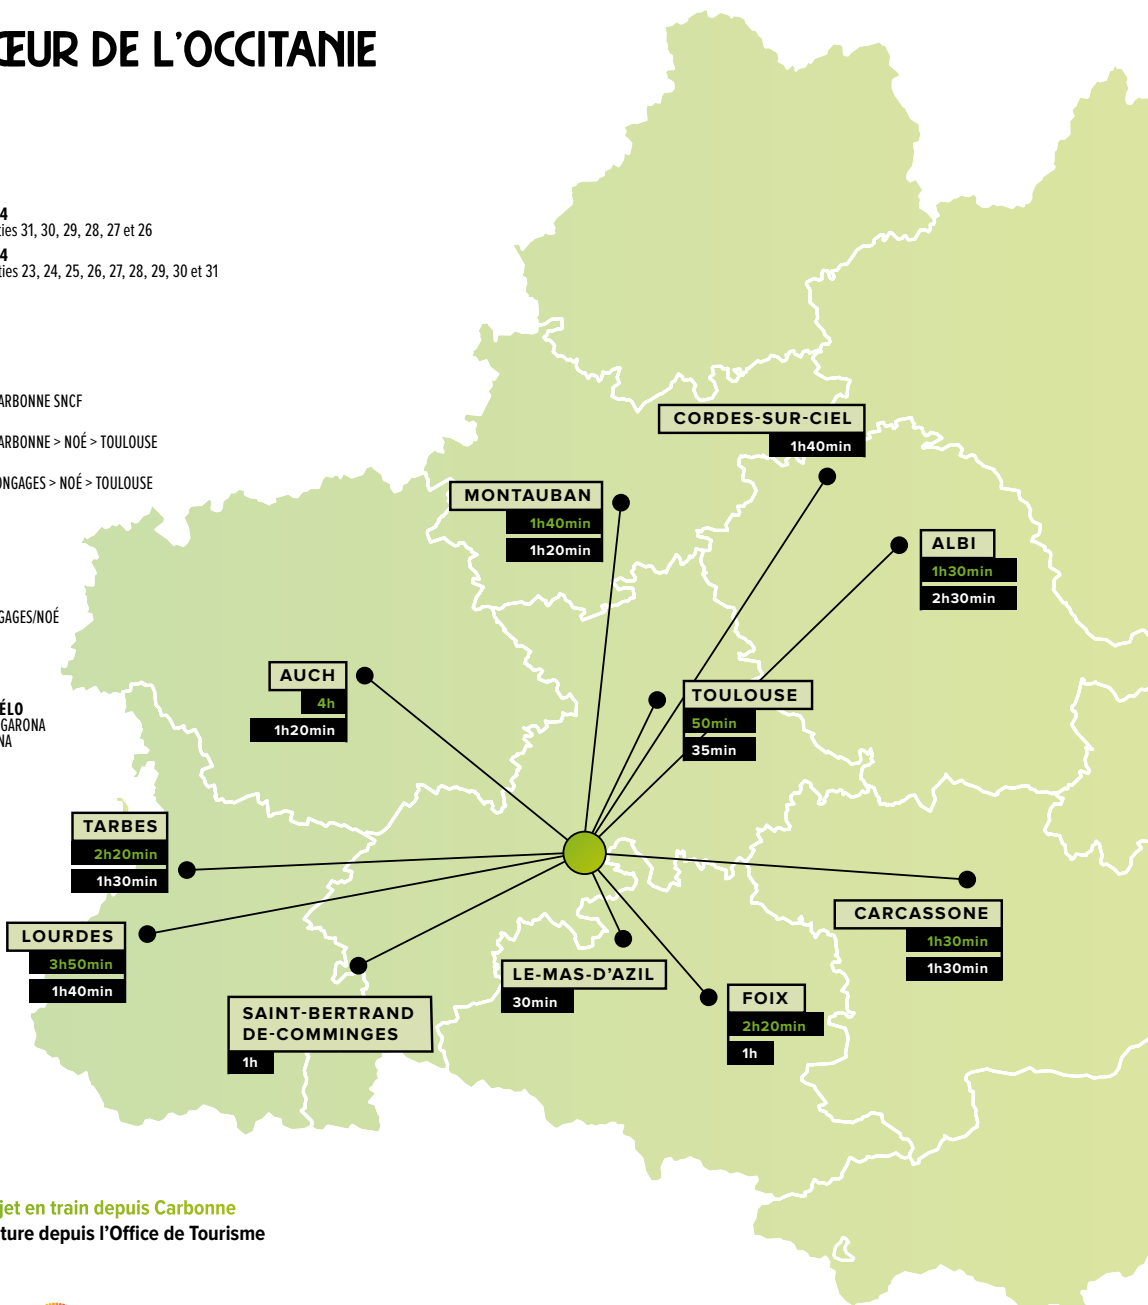 ŒUR DE L'OCCITANIE
4
ties 31, 30, 29, 28, 27 et 26
4
ties 23, 24, 25, 26, 27, 28, 29, 30 et 31
ARBONNE SNCF
ARBONNE > NOÉ > TOULOUSE
ONGAGES > NOÉ > TOULOUSE
GAGES/NOÉ
ÉLO
GARONA
NA
CORDES-SUR-CIEL
1h40min
MONTAUBAN
1h40min
1h20min
ALBI
1h30min
2h30min
AUCH
4h
1h20min
TOULOUSE
50min
35min
TARBES
2h20min
1h30min
LOURDES
3h50min
1h40min
SAINT-BERTRAND
DE-COMMINGES
1h
LE-MAS-D'AZIL
30min
FOIX
2h20min
1h
CARCASSONE
1h30min
1h30min
jet en train depuis Carbonne
ture depuis l'Office de Tourisme